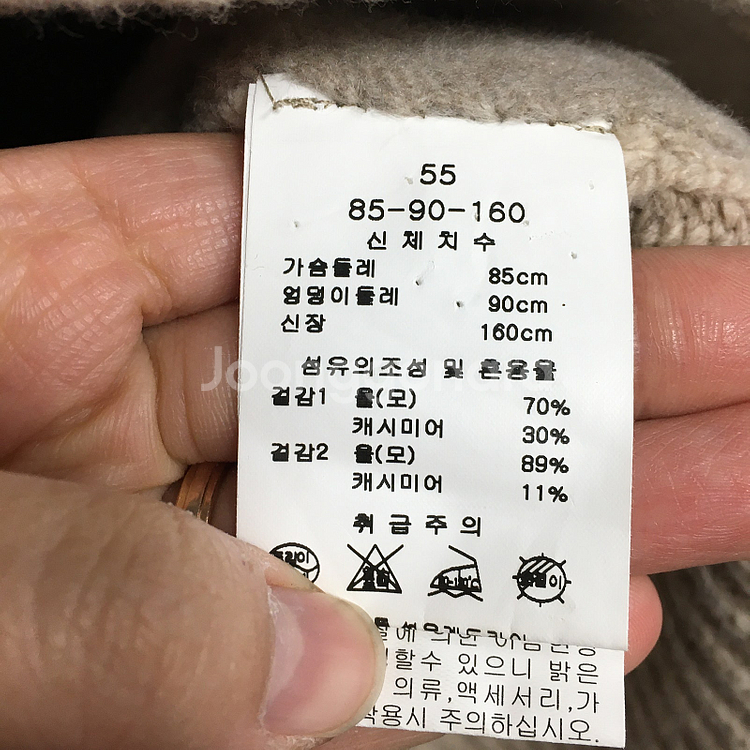 55
85-90-160
신체치수
가슴둘레 85cm
엉덩이둘레 90cm
신장 160cm
섬유의조성 및 혼용율
겉감1 울(모) 70%
캐시미어 30%
겉감2 울(모) 89%
캐시미어 11%
취급주의
할수 있으니 밝은
의류,액세서리,가
착용시 주의하십시오.